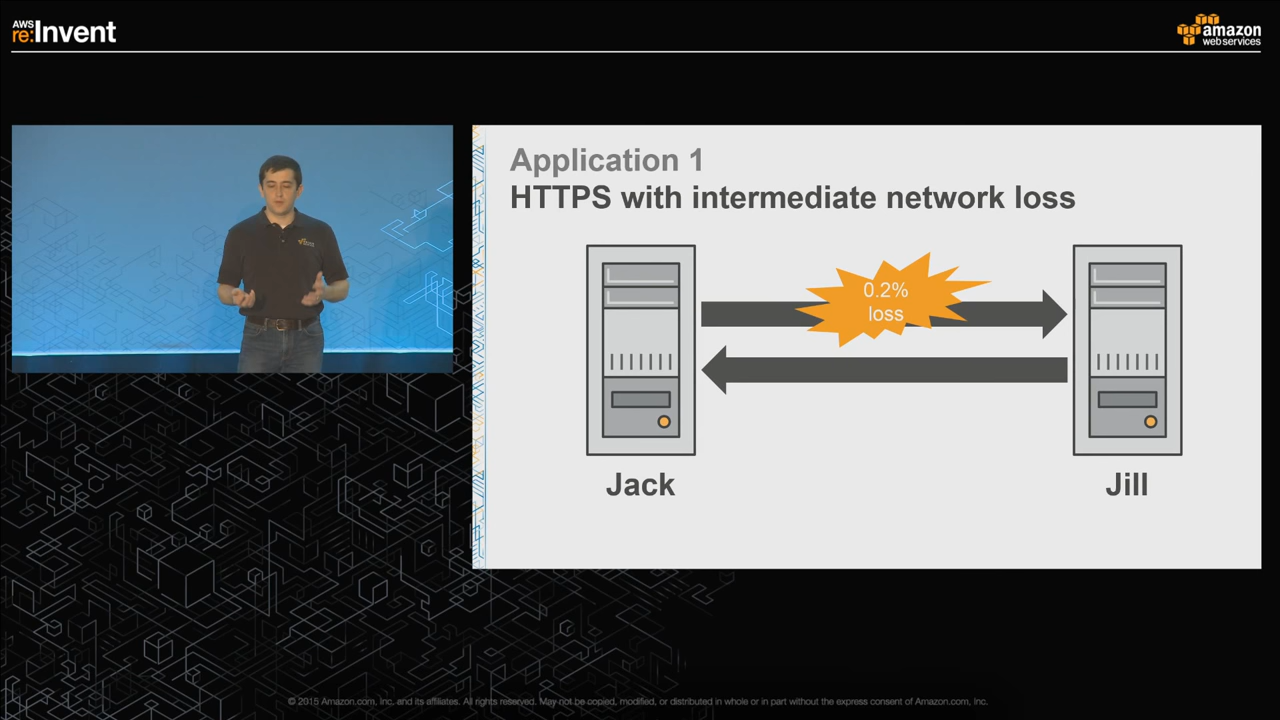 AWS
re:Invent
amazon
web services
Application 1
HTTPS with intermediate network loss
0.2%
loss
Jack
Jill
© 2015 Amazon.com, Inc. and its affiliates. All rights reserved. May not be copied, modified, or distributed in whole or in part without the express consent of Amazon.com, Inc.